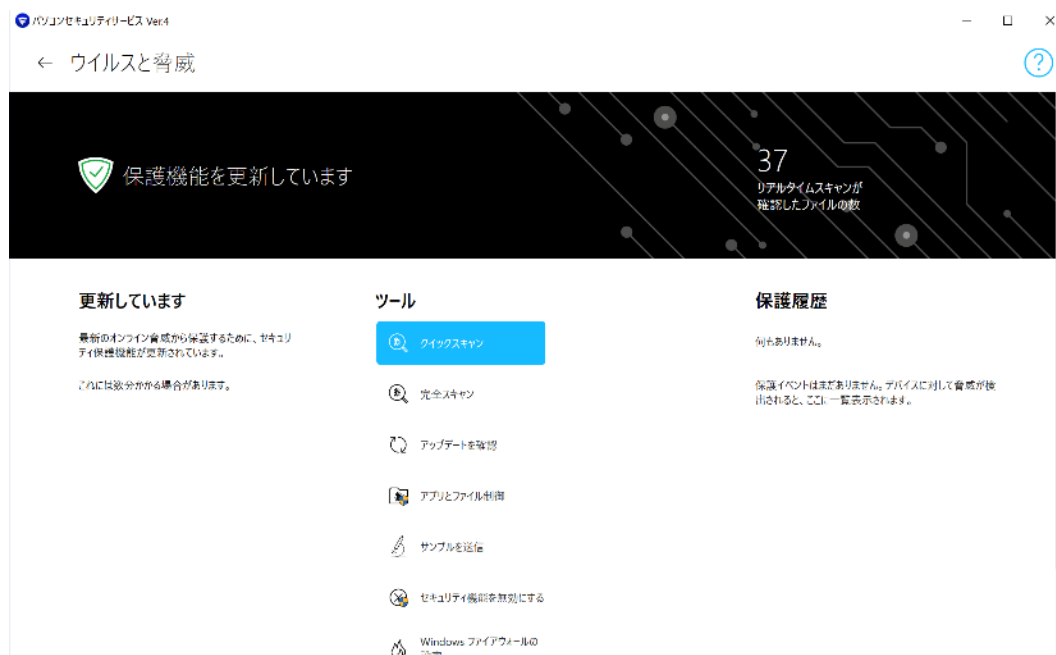 パソコンセキュリティサービス Ver.4
ウイルスと脅威
保護機能を更新しています
37
リアルタイムスキャンが
確認したファイルの数
更新しています
最新のオンライン脅威から保護するために、セキュリ
ティ保護機能が更新されています。
これには数分かかる場合があります。
ツール
クイックスキャン
完全スキャン
アップデートを確認
アプリとファイル制御
サンプルを送信
セキュリティ機能を無効にする
Windows ファイアウォールの
保護履歴
何もありません。
保護イベントはまだありません。デバイスに対して脅威が検
出されると、ここに一覧表示されます。